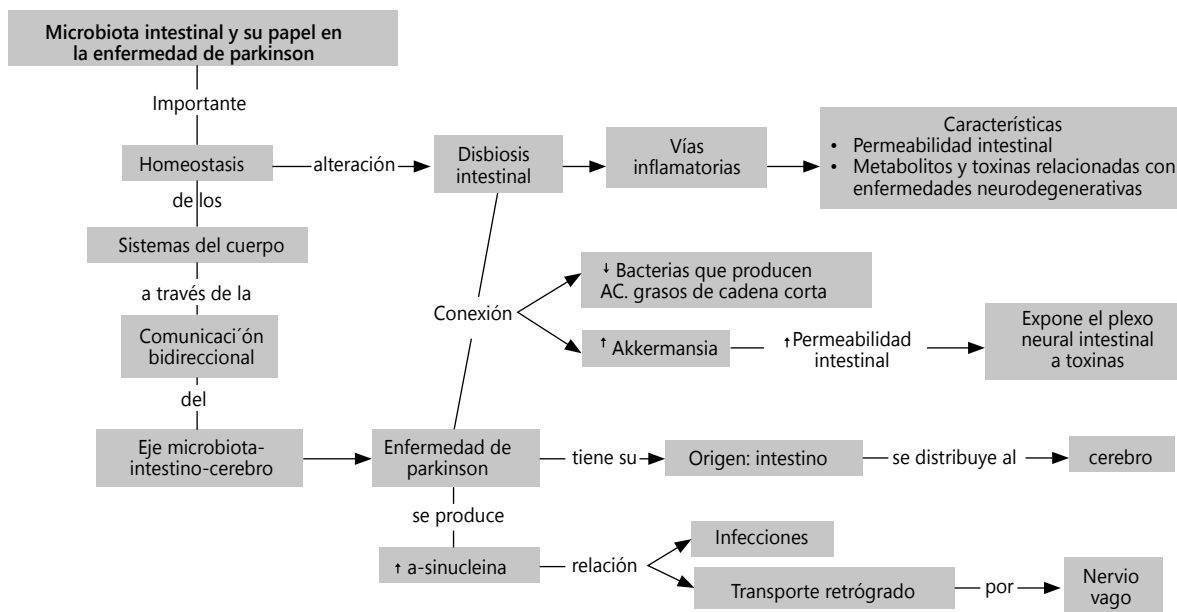 Microbiota intestinal y su papel en
la enfermedad de parkinson
Importante
Homeostasis
alteración
Disbiosis
intestinal
Vías
inflamatorias
Características
• Permeabilidad intestinal
• Metabolitos y toxinas relacionadas con
enfermedades neurodegenerativas
de los
Sistemas del cuerpo
a través de la
Comunicaci´ón
bidireccional
del
Eje microbiota-
intestino-cerebro
Conexión
↓ Bacterias que producen
AC. grasos de cadena corta
↑ Akkermansia
↑Permeabilidad
intestinal
Expone el plexo
neural intestinal
a toxinas
Enfermedad de
parkinson
tiene su
Origen: intestino
se distribuye al
cerebro
se produce
↑ a-sinucleina
relación
Infecciones
Transporte retrógrado
por
Nervio
vago